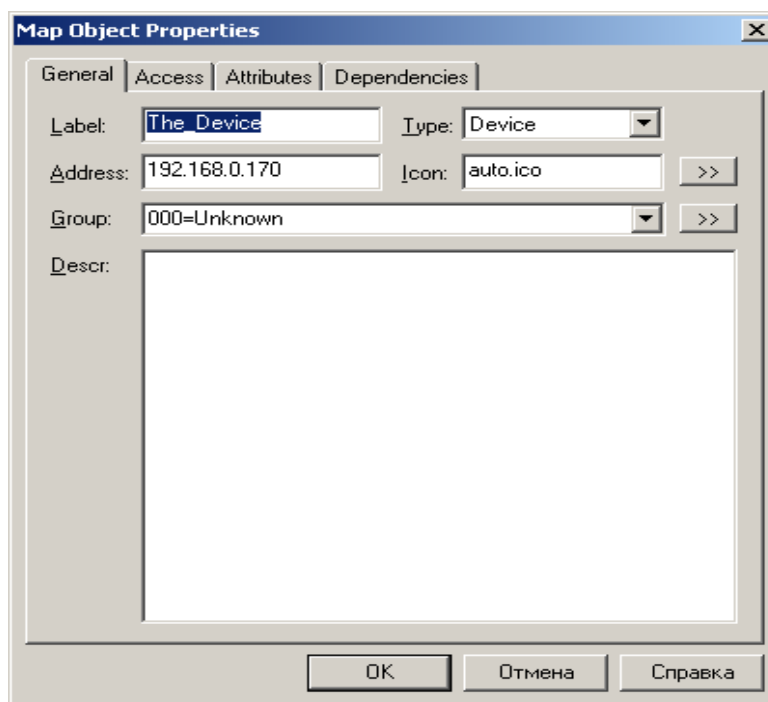 Map Object Properties
General Access Attributes Dependencies
Label: The_Device Type: Device
Address: 192.168.0.170 Icon: auto.ico >>
Group: 000=Unknown >>
Descr:
OK Отмена Справка